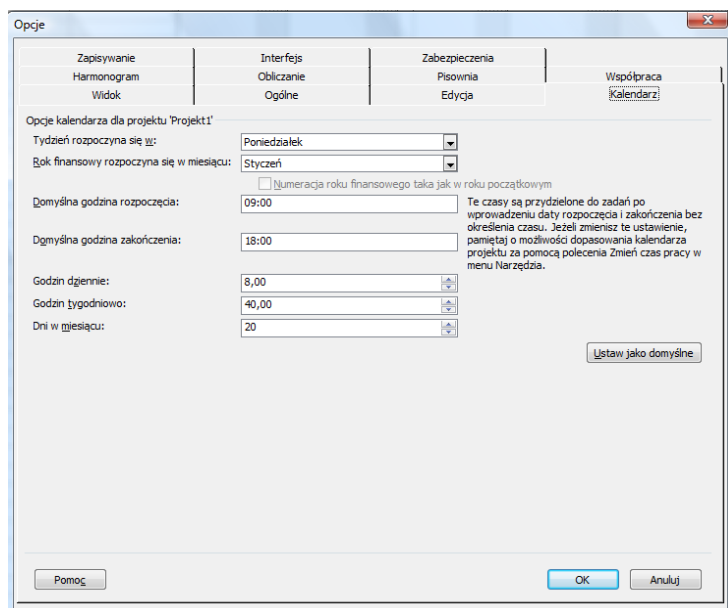 Opcje
Zapisywanie
Interfejs
Zabezpieczenia
Harmonogram
Obliczanie
Pisownia
Współpraca
Widok
Ogólne
Edycja
Kalendarz
Opcje kalendarza dla projektu 'Projekt1'
Tydzień rozpoczyna się w:
Poniedziałek
Rok finansowy rozpoczyna się w miesiącu:
Styczeń
Numeracja roku finansowego taka jak w roku początkowym
Domyślna godzina rozpoczęcia:
09:00
Domyślna godzina zakończenia:
18:00
Te czasy są przydzielone do zadań po
wprowadzeniu daty rozpoczęcia i zakończenia bez
określenia czasu. Jeżeli zmienisz te ustawienie,
pamiętaj o możliwości dopasowania kalendarza
projektu za pomocą polecenia Zmień czas pracy w
menu Narzędzia.
Godzin dziennie:
8,00
Godzin tygodniowo:
40,00
Dni w miesiącu:
20
Ustaw jako domyślne
Pomoc
OK
Anuluj